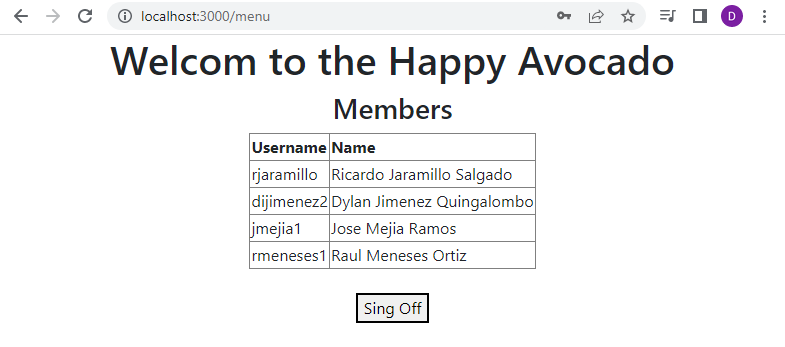 localhost:3000/menu
D
Welcom to the Happy Avocado
Members
Username Name
rjaramillo Ricardo Jaramillo Salgado
dijimenez2 Dylan Jimenez Quingalombo
jmejia1 Jose Mejia Ramos
rmeneses1 Raul Meneses Ortiz
Sing Off